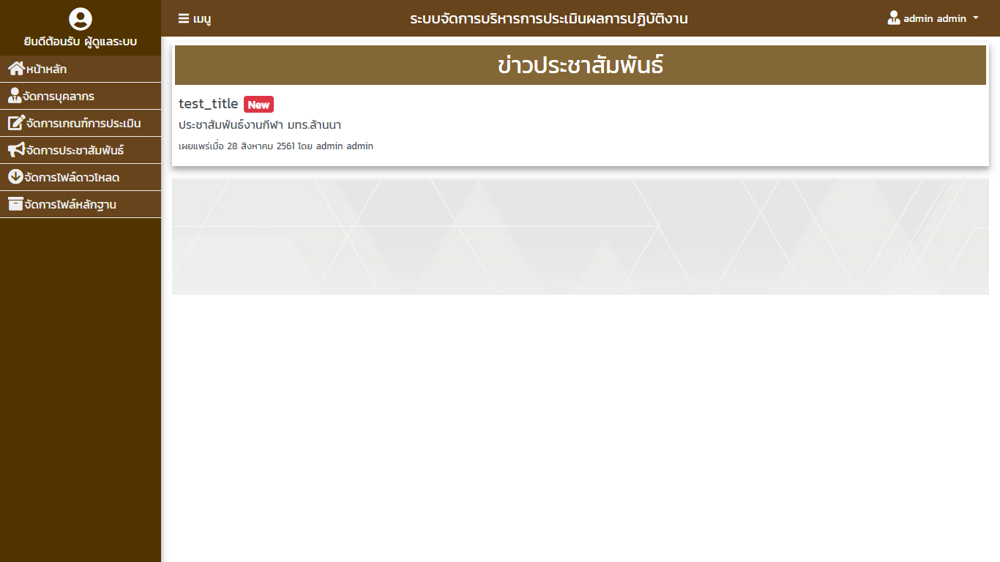 ยินดีต้อนรับ ผู้ดูแลระบบ
หน้าหลัก
จัดการบุคลากร
จัดการเกณฑ์การประเมิน
จัดการประชาสัมพันธ์
จัดการไฟล์ดาวโหลด
จัดการไฟล์หลักฐาน
เมนู
ระบบจัดการบริหารการประเมินผลการปฏิบัติงาน
admin admin
ข่าวประชาสัมพันธ์
test_title New
ประชาสัมพันธ์งานกีฬา มทร.ล้านนา
เผยแพร่เมื่อ 28 สิงหาคม 2561 โดย admin admin